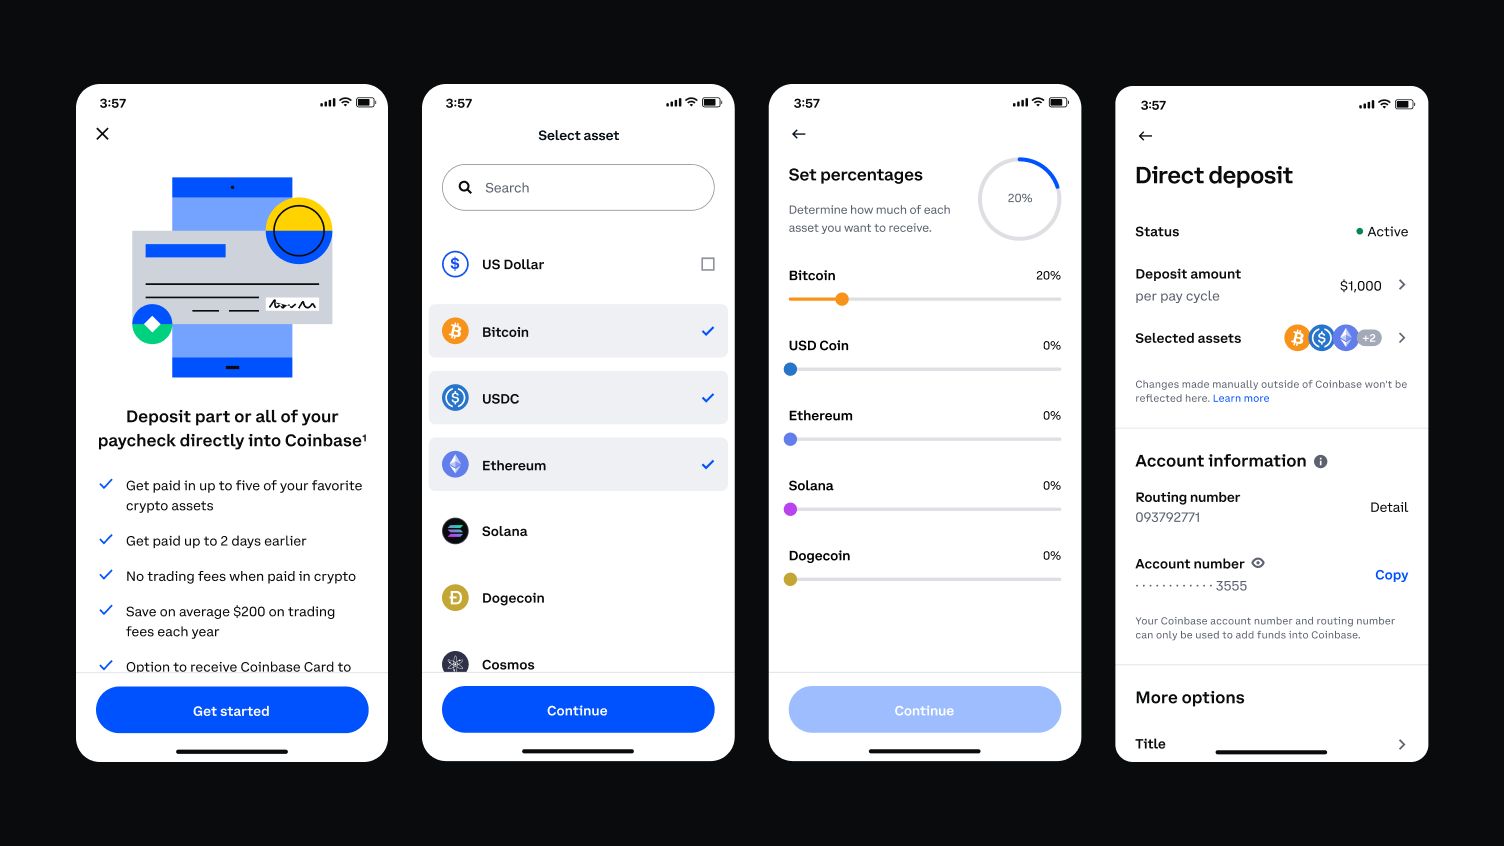 3:57
Deposit part or all of your
paycheck directly into Coinbase¹
Get paid in up to five of your favorite
crypto assets
Get paid up to 2 days earlier
No trading fees when paid in crypto
Save on average $200 on trading
fees each year
Option to receive Coinbase Card to
Get started
3:57
Select asset
Search
US Dollar
Bitcoin
USDC
Ethereum
Solana
Dogecoin
Cosmos
Continue
3:57
Set percentages
Determine how much of each
asset you want to receive.
20%
Bitcoin 20%
USD Coin 0%
Ethereum 0%
Solana 0%
Dogecoin 0%
Continue
3:57
Direct deposit
Status Active
Deposit amount
per pay cycle
$1,000
Selected assets +2
Changes made manually outside of Coinbase won't be
reflected here. Learn more
Account information
Routing number
093792771
Detail
Account number
············ 3555
Copy
Your Coinbase account number and routing number
can only be used to add funds into Coinbase.
More options
Title